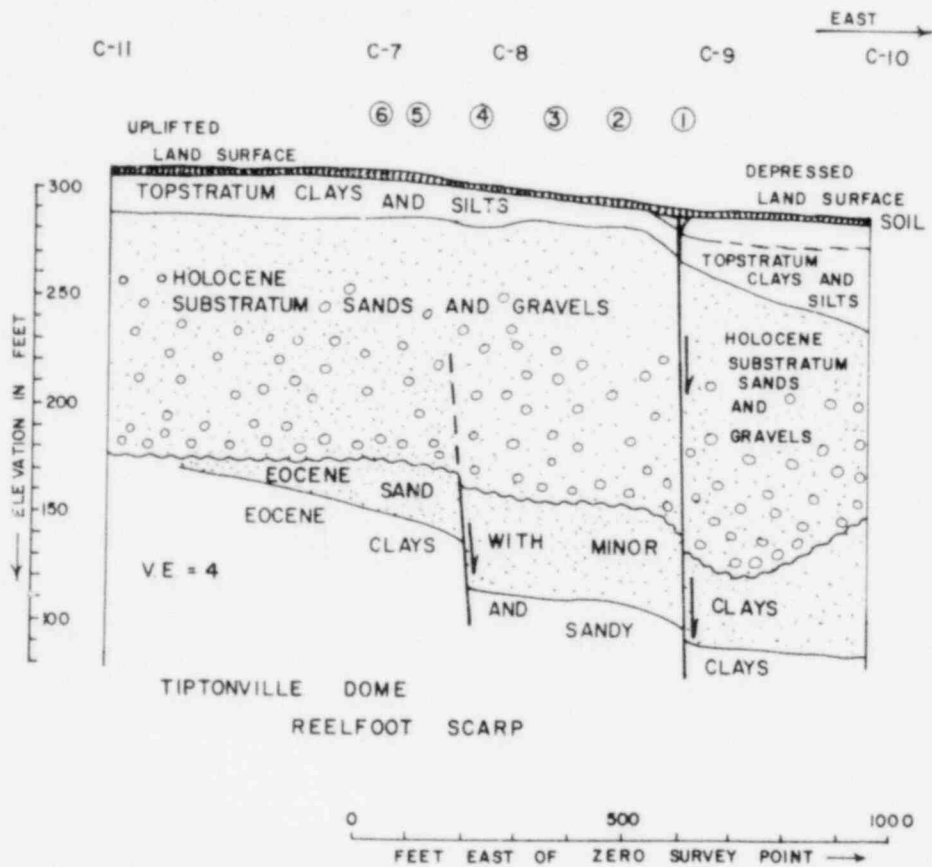 EAST
C-11 C-7 C-8 C-9 C-10
6 5 4 3 2 1
UPLIFTED
LAND SURFACE
DEPRESSED
LAND SURFACE
SOIL
TOPSTRATUM CLAYS AND SILTS
TOPSTRATUM
CLAYS AND
SILTS
HOLOCENE
SUBSTRATUM SANDS AND GRAVELS
HOLOCENE
SUBSTRATUM
SANDS
AND
GRAVELS
EOCENE SAND WITH MINOR CLAYS
EOCENE CLAYS AND SANDY CLAYS
V.E = 4
300
250
200
150
100
ELEVATION IN FEET
TIPTONVILLE DOME
REELFOOT SCARP
0 500 1000
FEET EAST OF ZERO SURVEY POINT